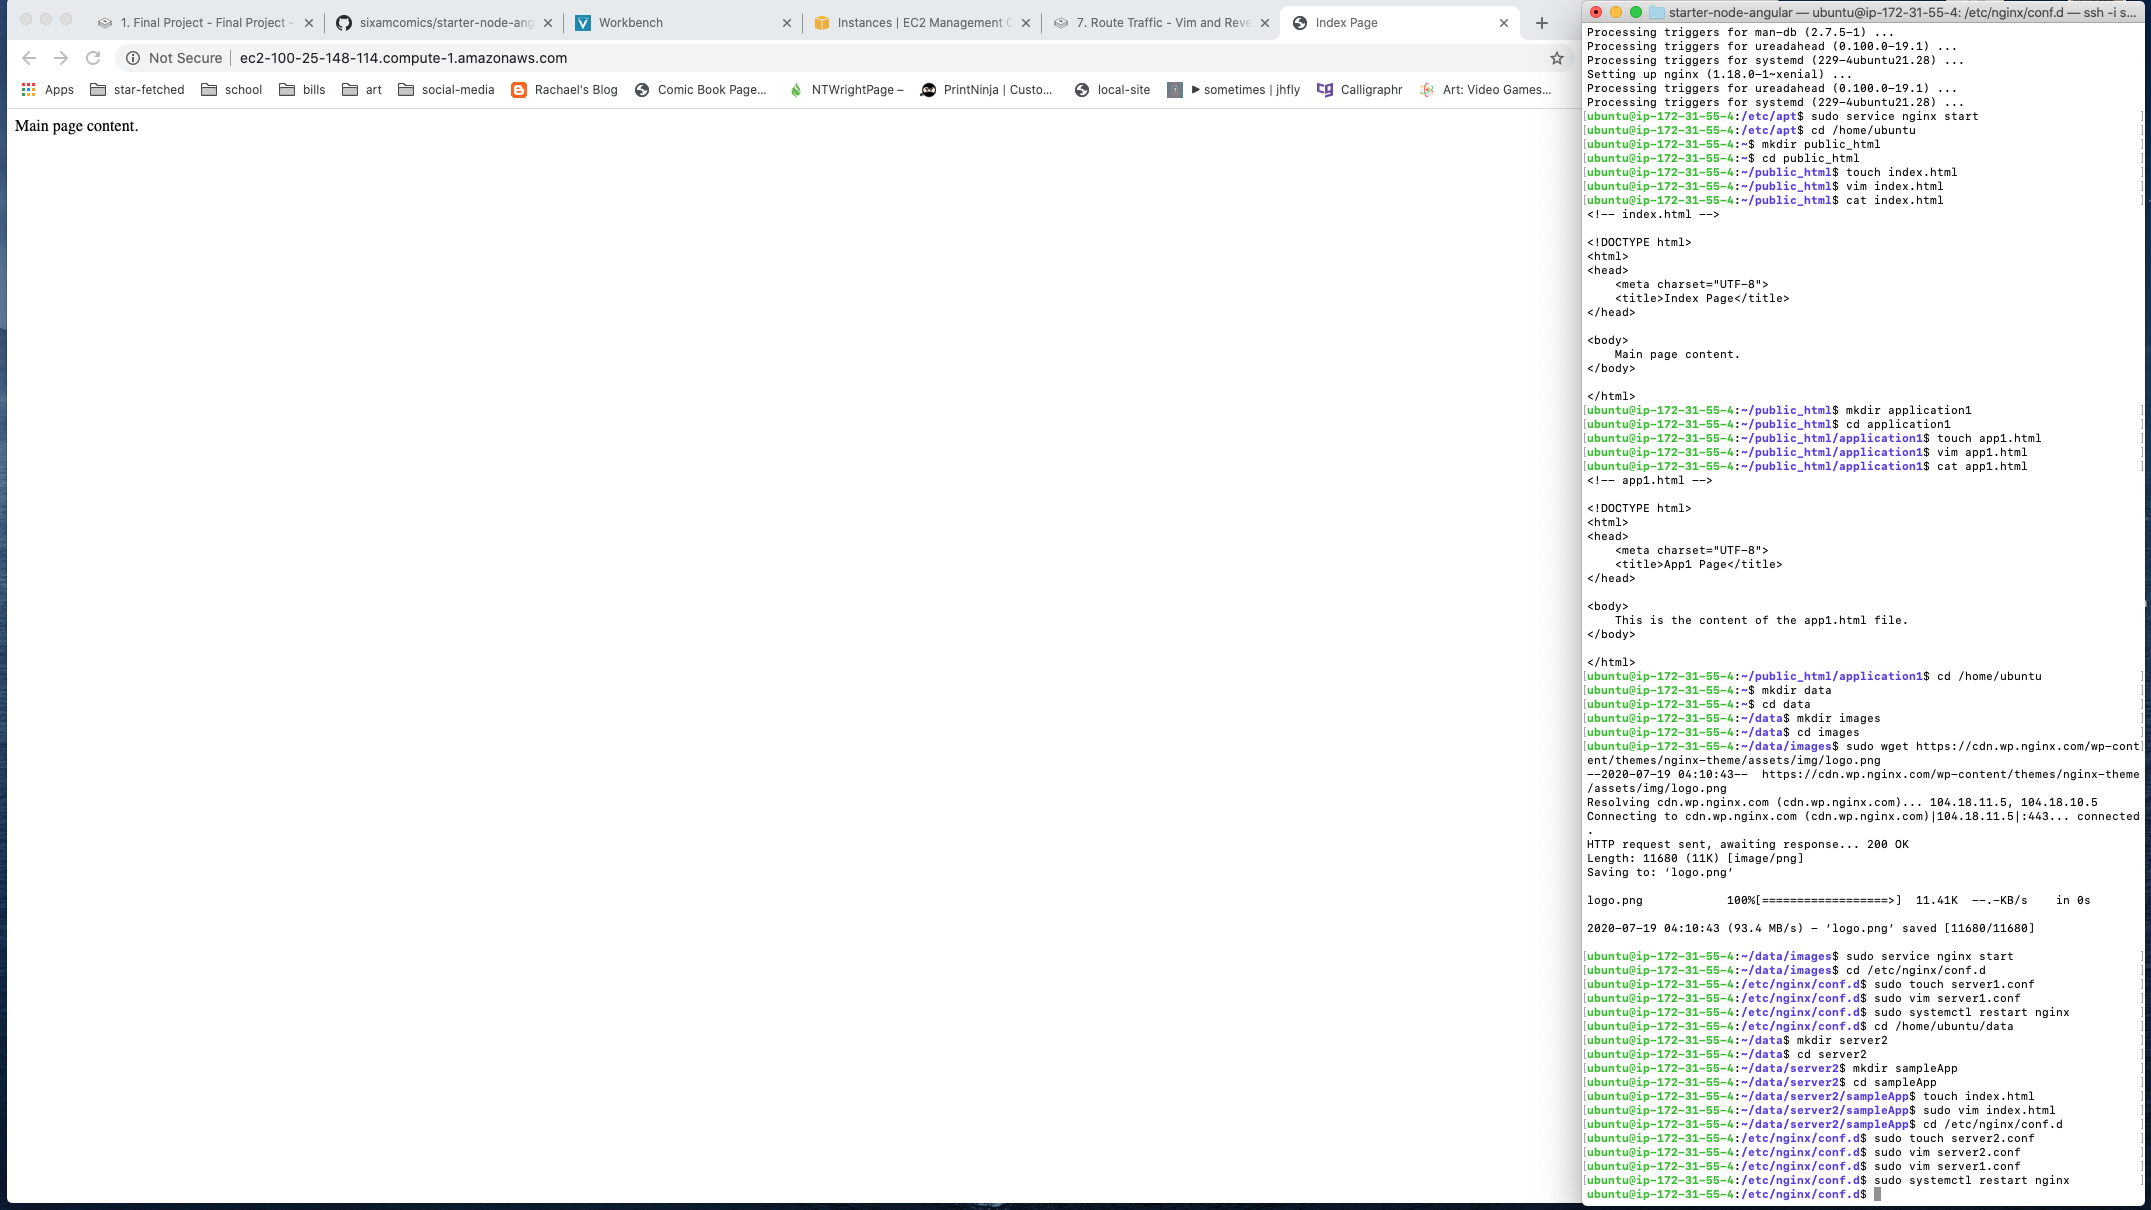 1. Final Project - Final Project -
sixamcomics/starter-node-ang
Workbench
Instances | EC2 Management C
7. Route Traffic - Vim and Reve
Index Page
Not Secure
ec2-100-25-148-114.compute-1.amazonaws.com
Apps
star-fetched
school
bills
art
social-media
Rachael's Blog
Comic Book Page...
NTWrightPage –
PrintNinja | Custo...
local-site
►sometimes | jhfly
Calligraphr
Art: Video Games...
Main page content.
starter-node-angular — ubuntu@ip-172-31-55-4: /etc/nginx/conf.d — ssh -i s...
Processing triggers for man-db (2.7.5-1) ...
Processing triggers for ureadahead (0.100.0-19.1) ...
Processing triggers for systemd (229-4ubuntu21.28) ...
Setting up nginx (1.18.0-1~xenial) ...
Processing triggers for ureadahead (0.100.0-19.1) ...
Processing triggers for systemd (229-4ubuntu21.28) ...
[ubuntu@ip-172-31-55-4:/etc/apt$ sudo service nginx start ]
[ubuntu@ip-172-31-55-4:/etc/apt$ cd /home/ubuntu ]
[ubuntu@ip-172-31-55-4:~$ mkdir public_html ]
[ubuntu@ip-172-31-55-4:~$ cd public_html ]
[ubuntu@ip-172-31-55-4:~/public_html$ touch index.html ]
[ubuntu@ip-172-31-55-4:~/public_html$ vim index.html ]
[ubuntu@ip-172-31-55-4:~/public_html$ cat index.html ]
<!-- index.html -->
<!DOCTYPE html>
<html>
<head>
<meta charset="UTF-8">
<title>Index Page</title>
</head>
<body>
Main page content.
</body>
</html>
[ubuntu@ip-172-31-55-4:~/public_html$ mkdir application1 ]
[ubuntu@ip-172-31-55-4:~/public_html$ cd application1 ]
[ubuntu@ip-172-31-55-4:~/public_html/application1$ touch app1.html ]
[ubuntu@ip-172-31-55-4:~/public_html/application1$ vim app1.html ]
[ubuntu@ip-172-31-55-4:~/public_html/application1$ cat app1.html ]
<!-- app1.html -->
<!DOCTYPE html>
<html>
<head>
<meta charset="UTF-8">
<title>App1 Page</title>
</head>
<body>
This is the content of the app1.html file.
</body>
</html>
[ubuntu@ip-172-31-55-4:~/public_html/application1$ cd /home/ubuntu ]
[ubuntu@ip-172-31-55-4:~$ mkdir data ]
[ubuntu@ip-172-31-55-4:~$ cd data ]
[ubuntu@ip-172-31-55-4:~/data$ mkdir images ]
[ubuntu@ip-172-31-55-4:~/data$ cd images ]
[ubuntu@ip-172-31-55-4:~/data/images$ sudo wget https://cdn.wp.nginx.com/wp-cont]
ent/themes/nginx-theme/assets/img/logo.png
--2020-07-19 04:10:43--  https://cdn.wp.nginx.com/wp-content/themes/nginx-theme
/assets/img/logo.png
Resolving cdn.wp.nginx.com (cdn.wp.nginx.com)... 104.18.11.5, 104.18.10.5
Connecting to cdn.wp.nginx.com (cdn.wp.nginx.com)|104.18.11.5|:443... connected
.
HTTP request sent, awaiting response... 200 OK
Length: 11680 (11K) [image/png]
Saving to: ‘logo.png’
logo.png 100%[==================>] 11.41K --.-KB/s in 0s
2020-07-19 04:10:43 (93.4 MB/s) - ‘logo.png’ saved [11680/11680]
[ubuntu@ip-172-31-55-4:~/data/images$ sudo service nginx start ]
[ubuntu@ip-172-31-55-4:~/data/images$ cd /etc/nginx/conf.d ]
[ubuntu@ip-172-31-55-4:/etc/nginx/conf.d$ sudo touch server1.conf ]
[ubuntu@ip-172-31-55-4:/etc/nginx/conf.d$ sudo vim server1.conf ]
[ubuntu@ip-172-31-55-4:/etc/nginx/conf.d$ sudo systemctl restart nginx ]
[ubuntu@ip-172-31-55-4:/etc/nginx/conf.d$ cd /home/ubuntu/data ]
[ubuntu@ip-172-31-55-4:~/data$ mkdir server2 ]
[ubuntu@ip-172-31-55-4:~/data$ cd server2 ]
[ubuntu@ip-172-31-55-4:~/data/server2$ mkdir sampleApp ]
[ubuntu@ip-172-31-55-4:~/data/server2$ cd sampleApp ]
[ubuntu@ip-172-31-55-4:~/data/server2/sampleApp$ touch index.html ]
[ubuntu@ip-172-31-55-4:~/data/server2/sampleApp$ sudo vim index.html ]
[ubuntu@ip-172-31-55-4:~/data/server2/sampleApp$ cd /etc/nginx/conf.d ]
[ubuntu@ip-172-31-55-4:/etc/nginx/conf.d$ sudo touch server2.conf ]
[ubuntu@ip-172-31-55-4:/etc/nginx/conf.d$ sudo vim server2.conf ]
[ubuntu@ip-172-31-55-4:/etc/nginx/conf.d$ sudo vim server1.conf ]
[ubuntu@ip-172-31-55-4:/etc/nginx/conf.d$ sudo systemctl restart nginx ]
ubuntu@ip-172-31-55-4:/etc/nginx/conf.d$